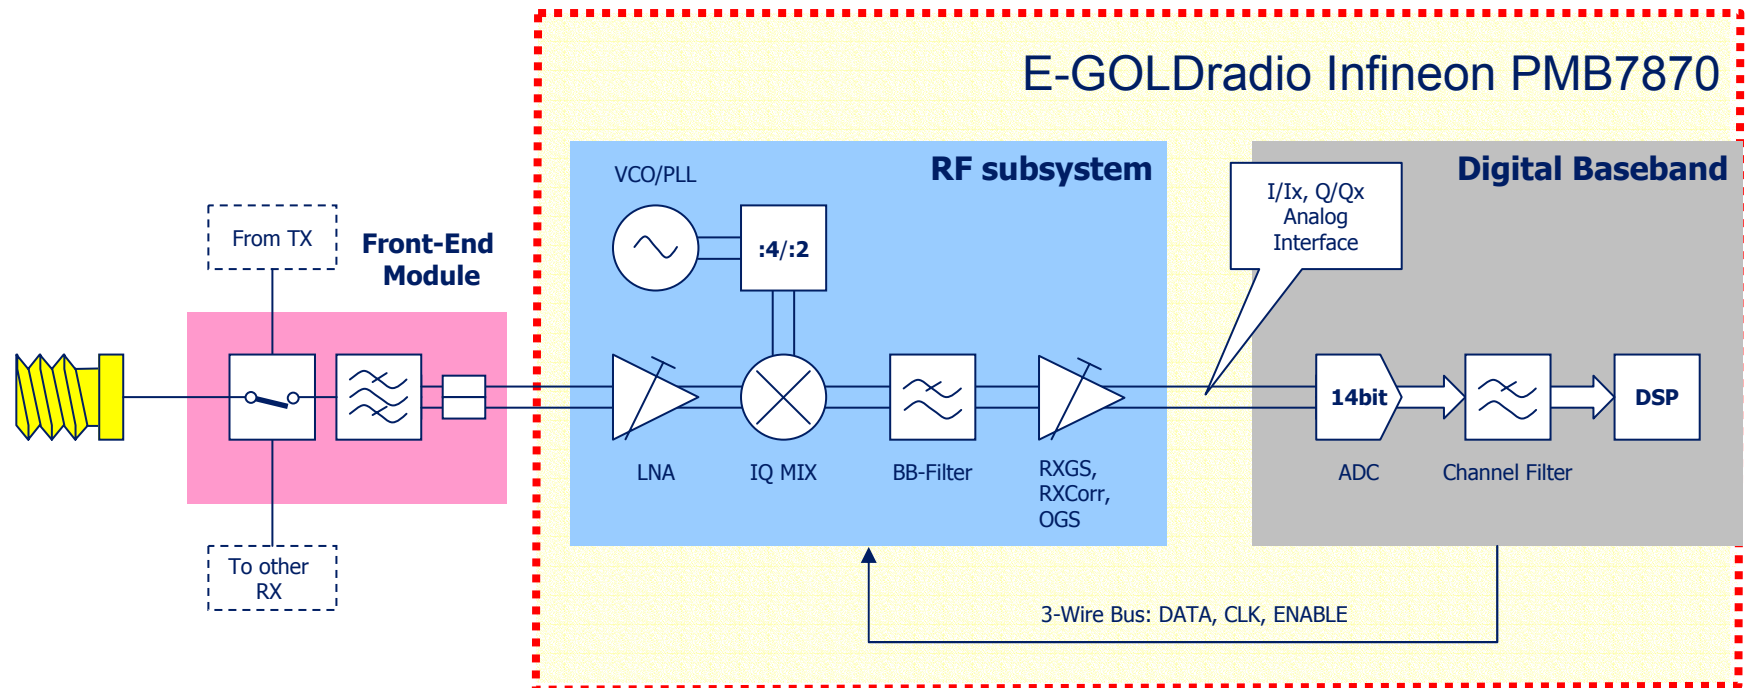 E-GOLDradio Infineon PMB7870
RF subsystem
Digital Baseband
VCO/PLL
I/Ix, Q/Qx
Analog
Interface
From TX
Front-End
Module
:4/:2
14bit
DSP
LNA
IQ MIX
BB-Filter
RXGS,
RXCorr,
OGS
ADC
Channel Filter
To other
RX
3-Wire Bus: DATA, CLK, ENABLE